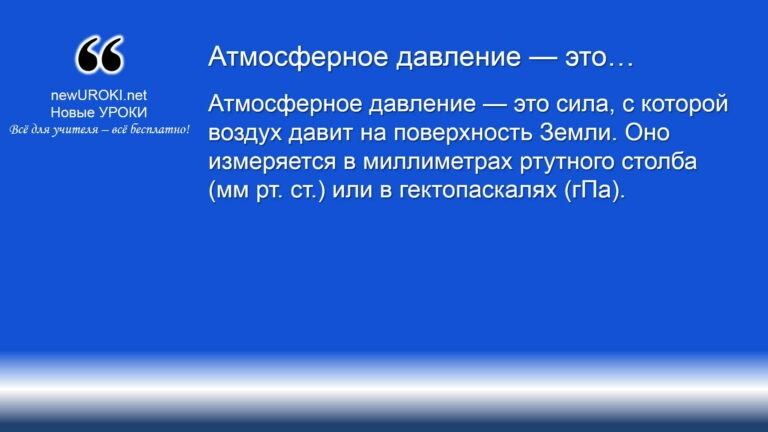 “
newUROKI.net
Новые УРОКИ
Всё для учителя – всё бесплатно!
Атмосферное давление — это…
Атмосферное давление — это сила, с которой
воздух давит на поверхность Земли. Оно
измеряется в миллиметрах ртутного столба
(мм рт. ст.) или в гектопаскалях (гПа).